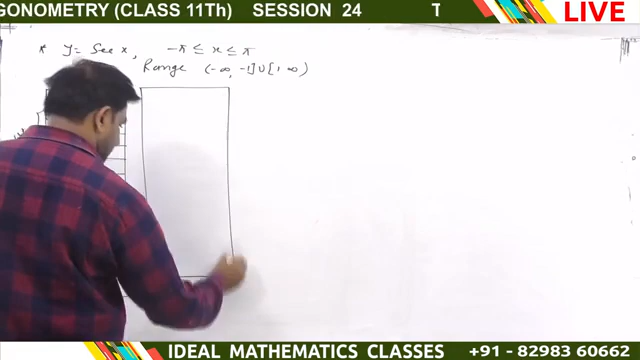 GONOMETRY (CLASS 11Th) SESSION 24 T
LIVE
* y = Sec x, -π ≤ x ≤ π
Range (-∞, -1] ∪ [1, ∞)
IDEAL MATHEMATICS CLASSES +91 - 82983 60662